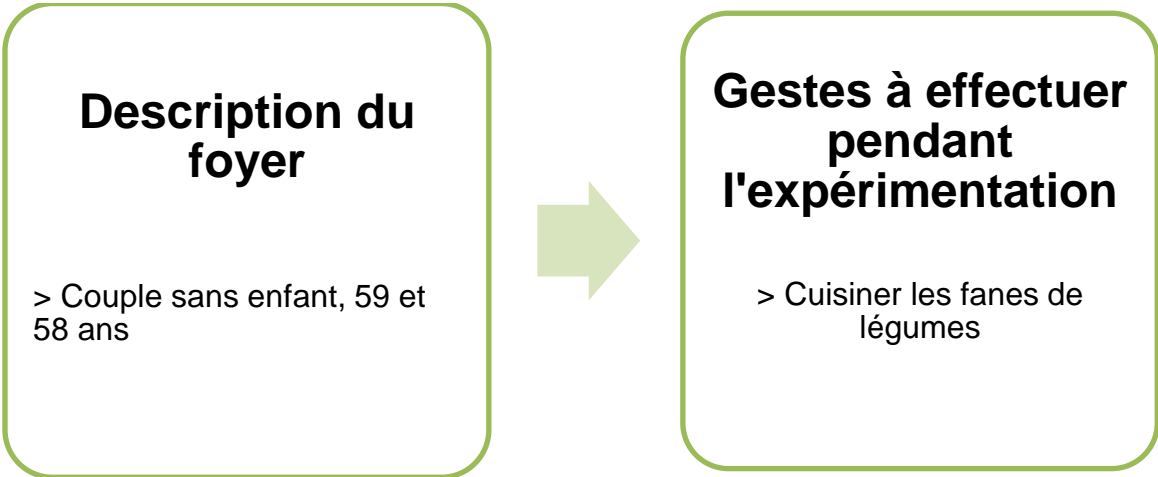 Description du
foyer
> Couple sans enfant, 59 et
58 ans
Gestes à effectuer
pendant
l'expérimentation
> Cuisiner les fanes de
légumes